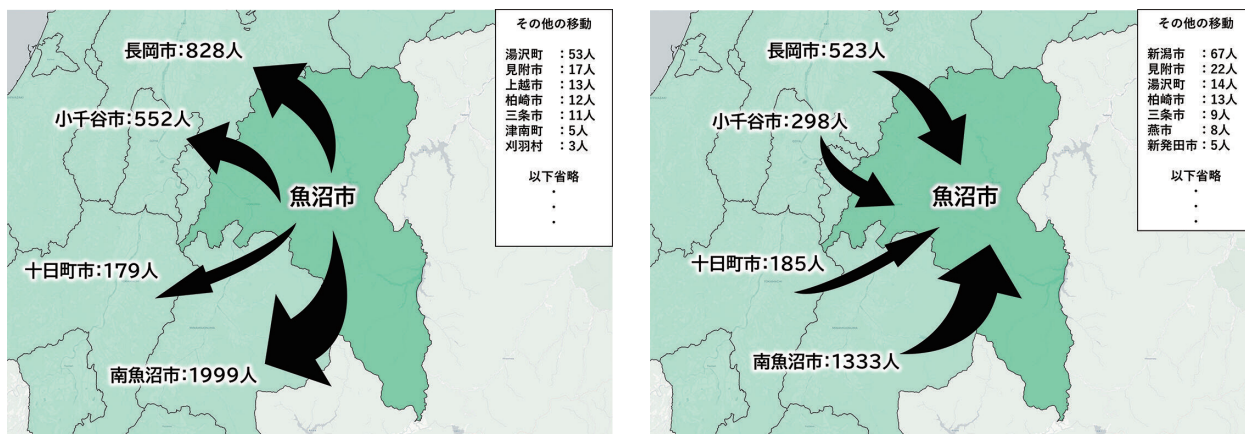 長岡市:828人
小千谷市:552人
魚沼市
十日町市:179人
南魚沼市:1999人
その他の移動
湯沢町 :53人
見附市 :17人
上越市 :13人
柏崎市 :12人
三条市 :11人
津南町 :5人
刈羽村 :3人
以下省略
・
・
・
長岡市:523人
小千谷市:298人
魚沼市
十日町市:185人
南魚沼市:1333人
その他の移動
新潟市 :67人
見附市 :22人
湯沢町 :14人
柏崎市 :13人
三条市 :9人
燕市 :8人
新発田市:5人
以下省略
・
・
・